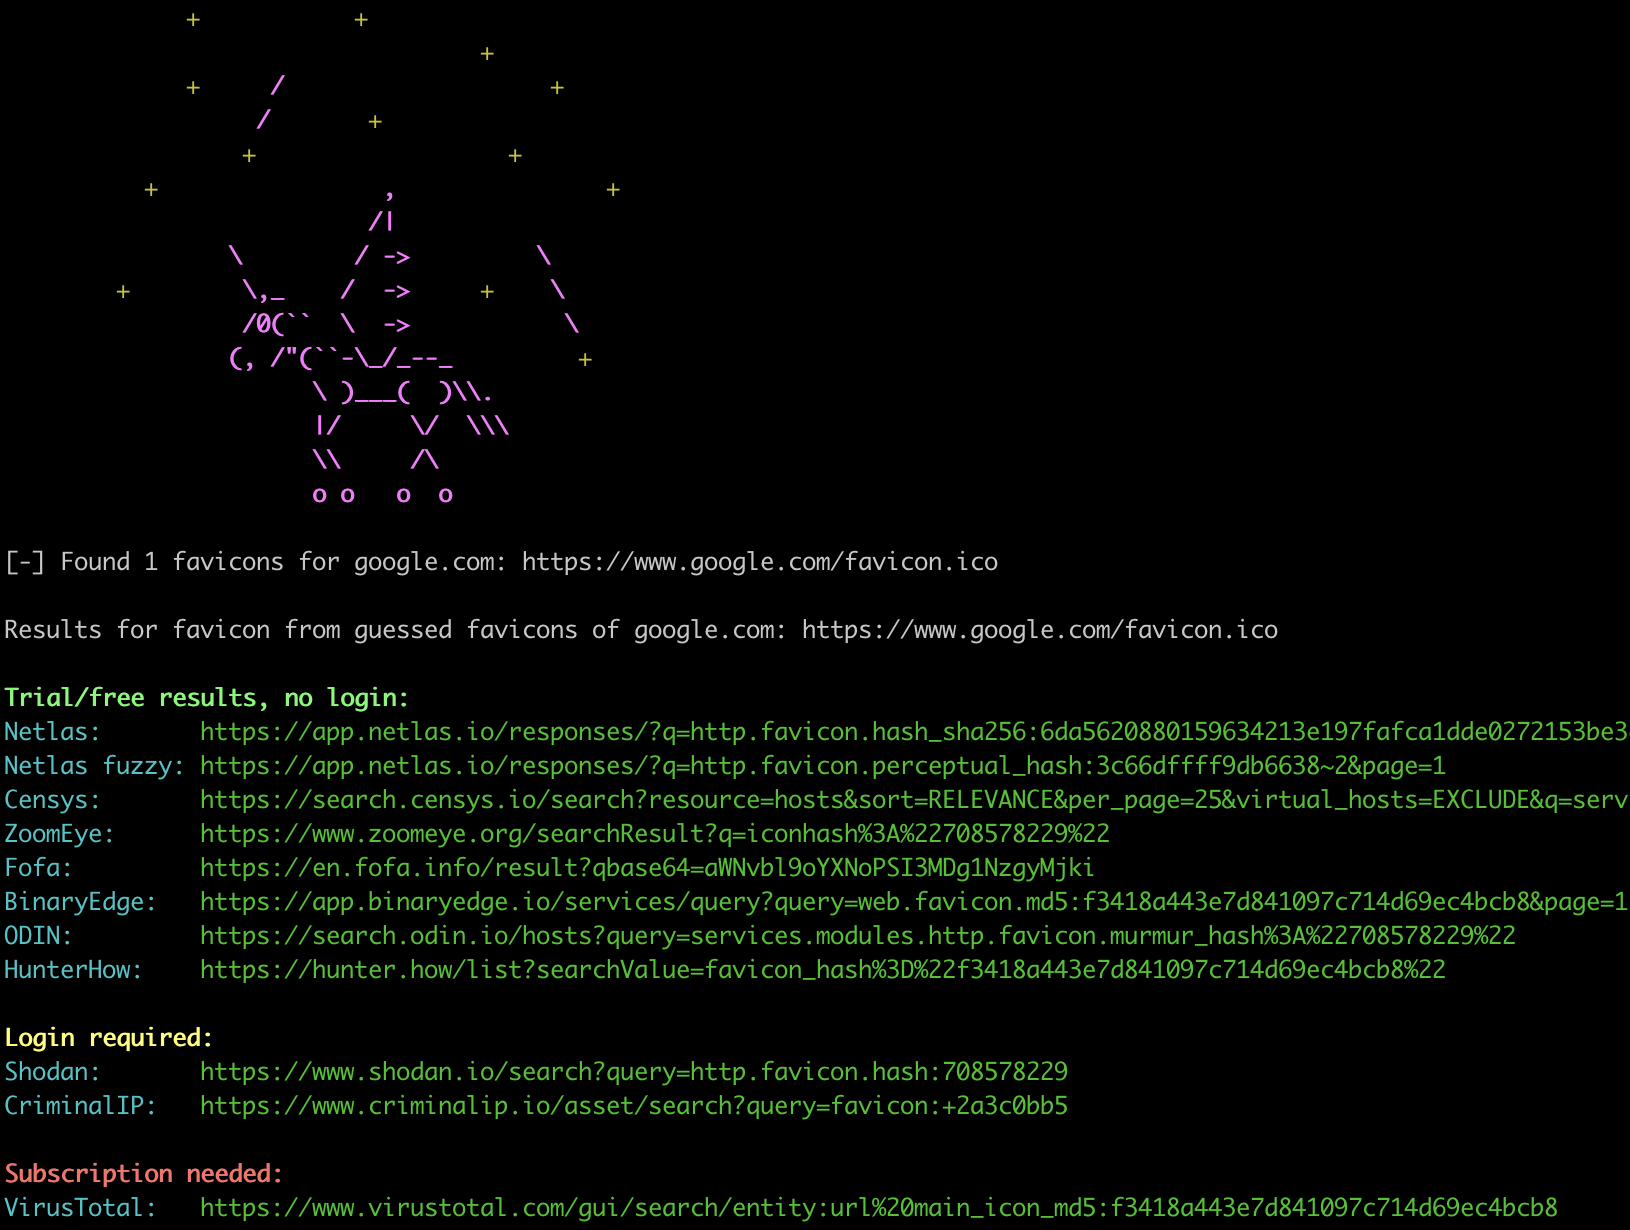 + +
+
+ / +
/ +
+ +
+ , +
/|
\ / -> \
+ \,_ / -> + \
/0(`` \ -> \
(, /"(``-\_/_--_ +
\ )___( )\\.
|/ \/ \\\
\\ /\
o o o o
[-] Found 1 favicons for google.com: https://www.google.com/favicon.ico
Results for favicon from guessed favicons of google.com: https://www.google.com/favicon.ico
Trial/free results, no login:
Netlas: https://app.netlas.io/responses/?q=http.favicon.hash_sha256:6da5620880159634213e197fafca1dde0272153be3
Netlas fuzzy: https://app.netlas.io/responses/?q=http.favicon.perceptual_hash:3c66dffff9db6638~2&page=1
Censys: https://search.censys.io/search?resource=hosts&sort=RELEVANCE&per_page=25&virtual_hosts=EXCLUDE&q=serv
ZoomEye: https://www.zoomeye.org/searchResult?q=iconhash%3A%22708578229%22
Fofa: https://en.fofa.info/result?qbase64=aWNvbl9oYXNoPSI3MDg1NzgyMjki
BinaryEdge: https://app.binaryedge.io/services/query?query=web.favicon.md5:f3418a443e7d841097c714d69ec4bcb8&page=1
ODIN: https://search.odin.io/hosts?query=services.modules.http.favicon.murmur_hash%3A%22708578229%22
HunterHow: https://hunter.how/list?searchValue=favicon_hash%3D%22f3418a443e7d841097c714d69ec4bcb8%22
Login required:
Shodan: https://www.shodan.io/search?query=http.favicon.hash:708578229
CriminalIP: https://www.criminalip.io/asset/search?query=favicon:+2a3c0bb5
Subscription needed:
VirusTotal: https://www.virustotal.com/gui/search/entity:url%20main_icon_md5:f3418a443e7d841097c714d69ec4bcb8